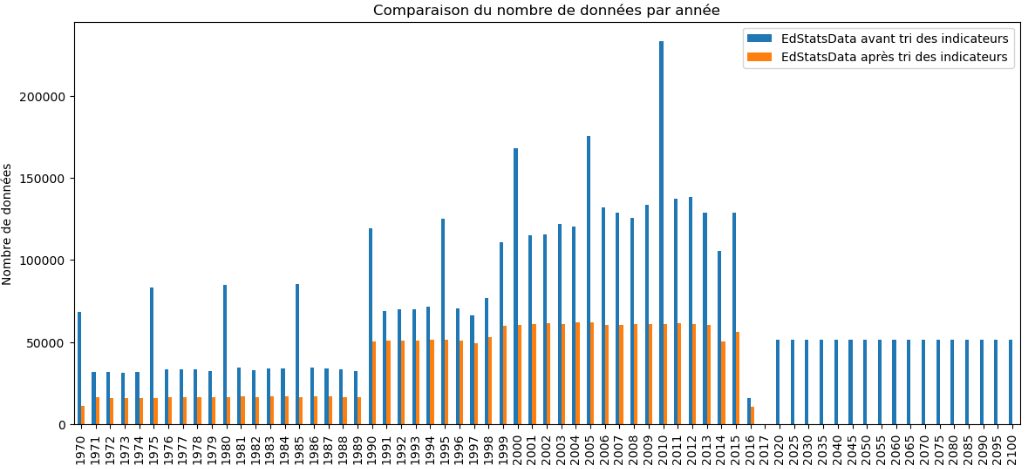 Comparaison du nombre de données par année
EdStatsData avant tri des indicateurs
EdStatsData après tri des indicateurs
Nombre de données
200000
150000
100000
50000
0
1970 1971 1972 1973 1974 1975 1976 1977 1978 1979 1980 1981 1982 1983 1984 1985 1986 1987 1988 1989 1990 1991 1992 1993 1994 1995 1996 1997 1998 1999 2000 2001 2002 2003 2004 2005 2006 2007 2008 2009 2010 2011 2012 2013 2014 2015 2016 2017 2020 2025 2030 2035 2040 2045 2050 2055 2060 2065 2070 2075 2080 2085 2090 2095 2100